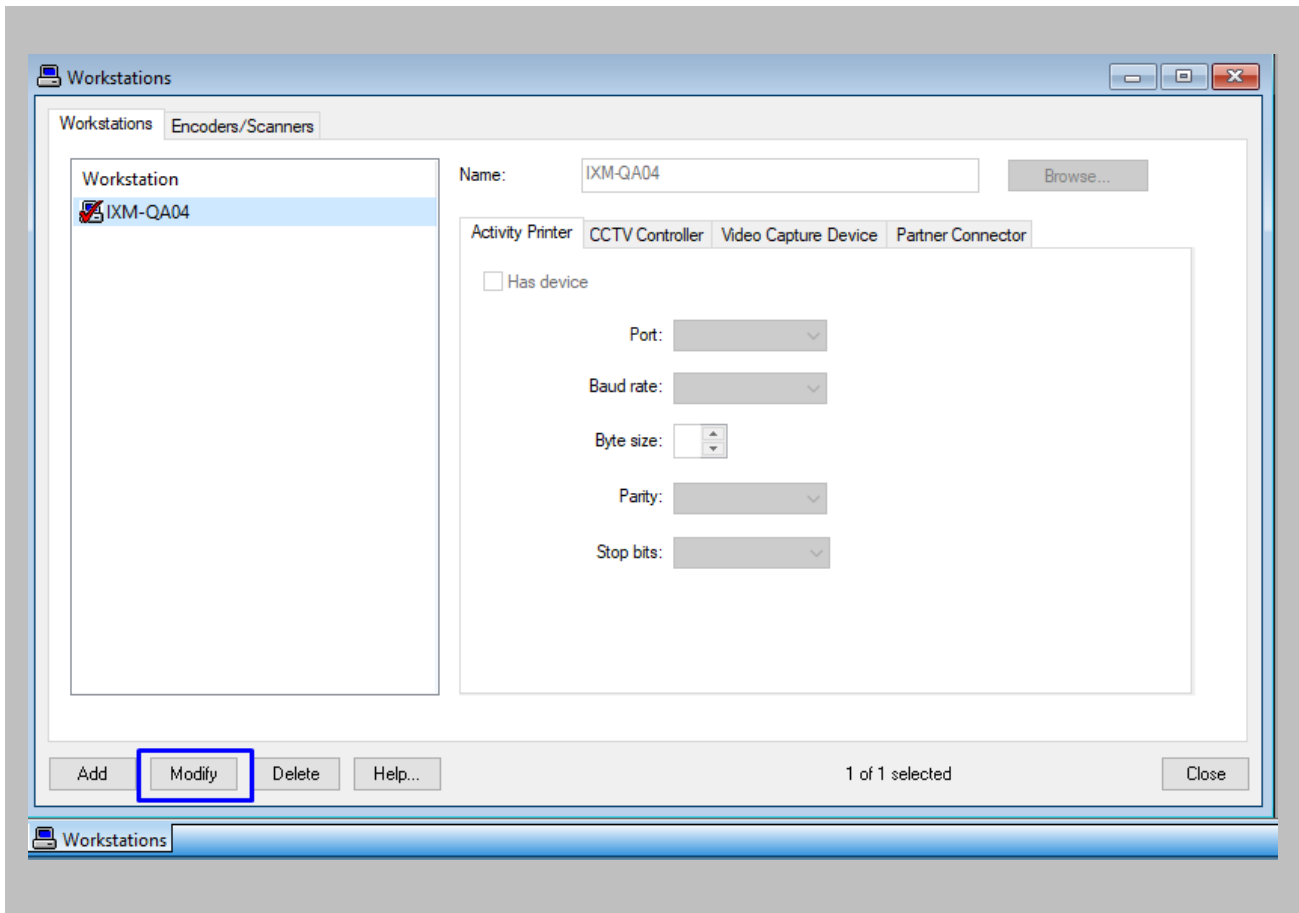 Workstations
Workstations Encoders/Scanners
Workstation
IXM-QA04
Name: IXM-QA04 Browse...
Activity Printer CCTV Controller Video Capture Device Partner Connector
Has device
Port:
Baud rate:
Byte size:
Parity:
Stop bits:
Add Modify Delete Help... 1 of 1 selected Close
Workstations